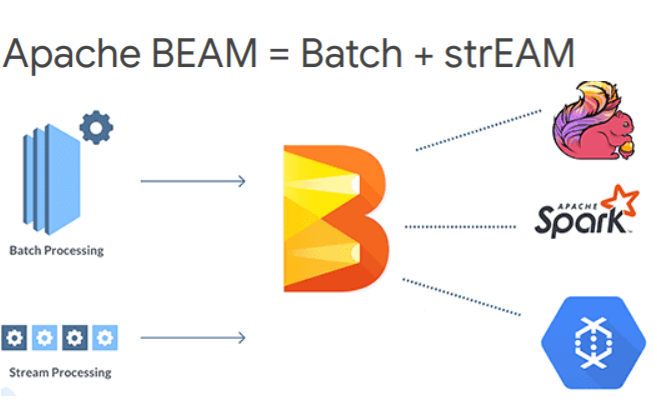 Apache BEAM = Batch + strEAM
Batch Processing
APACHE
Spark
Stream Processing